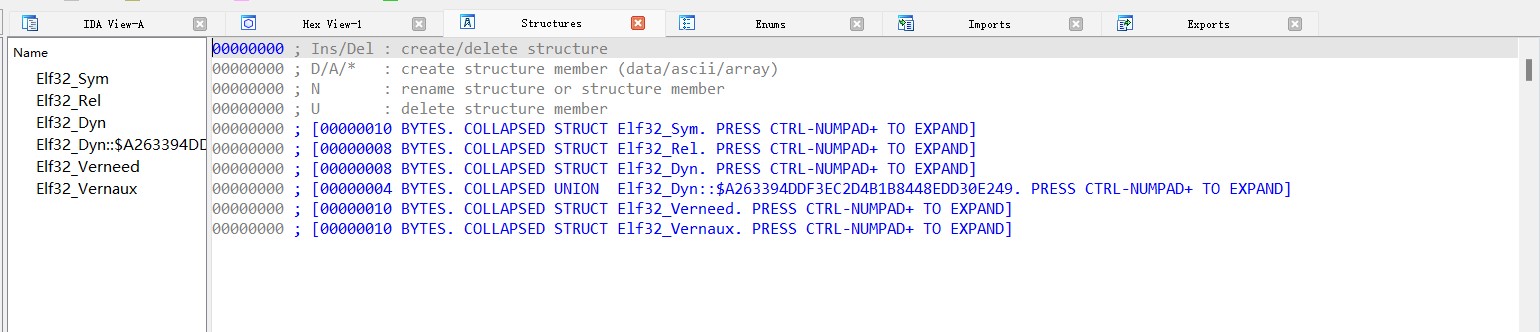 IDA View-A Hex View-1 Structures Enums Imports Exports
Name
Elf32_Sym
Elf32_Rel
Elf32_Dyn
Elf32_Dyn::$A263394DD
Elf32_Verneed
Elf32_Vernaux
00000000 ; Ins/Del : create/delete structure
00000000 ; D/A/*   : create structure member (data/ascii/array)
00000000 ; N       : rename structure or structure member
00000000 ; U       : delete structure member
00000000 ; [00000010 BYTES. COLLAPSED STRUCT Elf32_Sym. PRESS CTRL-NUMPAD+ TO EXPAND]
00000000 ; [00000008 BYTES. COLLAPSED STRUCT Elf32_Rel. PRESS CTRL-NUMPAD+ TO EXPAND]
00000000 ; [00000008 BYTES. COLLAPSED STRUCT Elf32_Dyn. PRESS CTRL-NUMPAD+ TO EXPAND]
00000000 ; [00000004 BYTES. COLLAPSED UNION  Elf32_Dyn::$A263394DDF3EC2D4B1B8448EDD30E249. PRESS CTRL-NUMPAD+ TO EXPAND]
00000000 ; [00000010 BYTES. COLLAPSED STRUCT Elf32_Verneed. PRESS CTRL-NUMPAD+ TO EXPAND]
00000000 ; [00000010 BYTES. COLLAPSED STRUCT Elf32_Vernaux. PRESS CTRL-NUMPAD+ TO EXPAND]